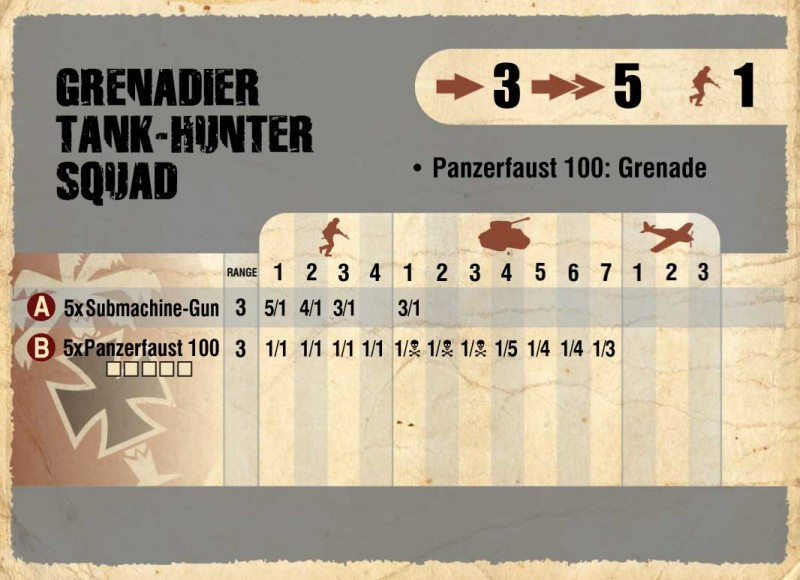 GRENADIER
TANK-HUNTER
SQUAD
3 5 1
• Panzerfaust 100: Grenade
RANGE 1 2 3 4 1 2 3 4 5 6 7 1 2 3
A 5x Submachine-Gun 3 5/1 4/1 3/1 3/1
B 5x Panzerfaust 100 3 1/1 1/1 1/1 1/1 1/☠ 1/☠ 1/☠ 1/5 1/4 1/4 1/3